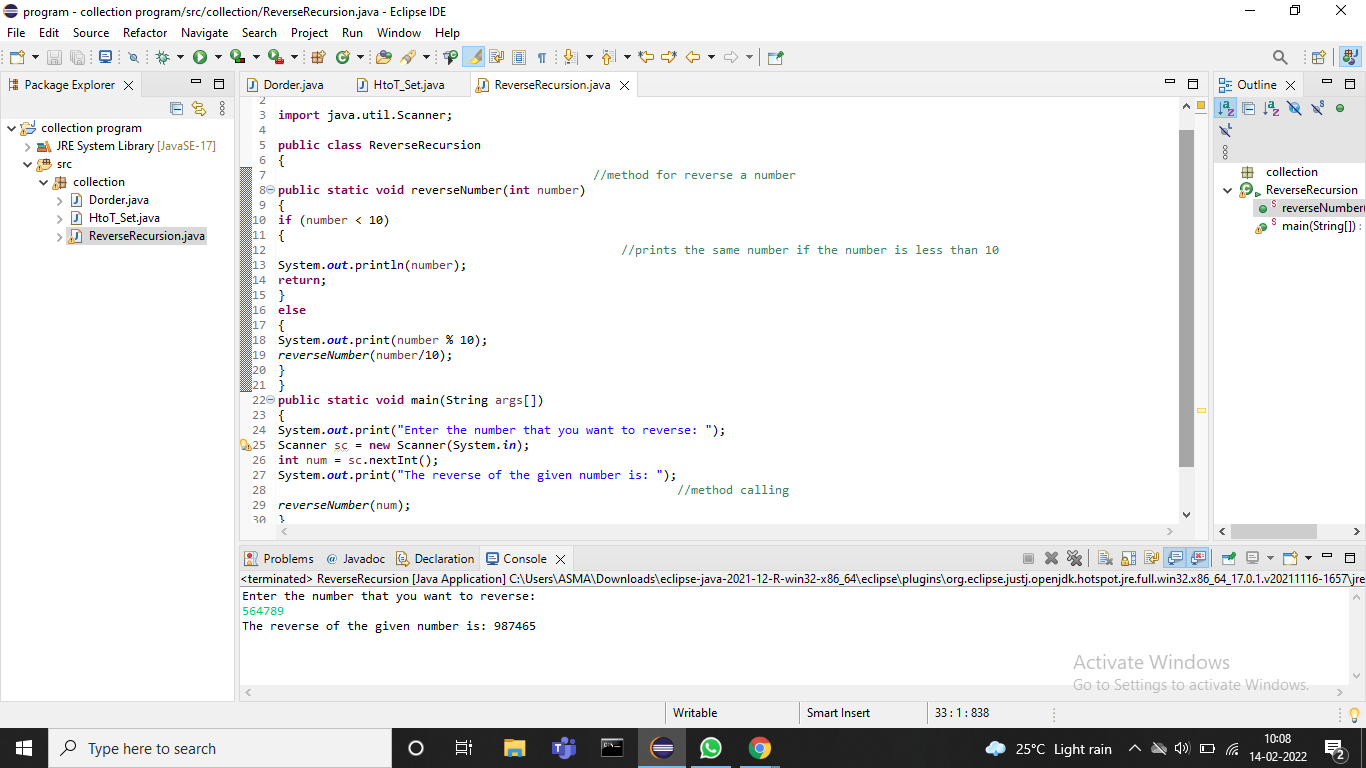 program - collection program/src/collection/ReverseRecursion.java - Eclipse IDE
File Edit Source Refactor Navigate Search Project Run Window Help
Package Explorer
collection program
JRE System Library [JavaSE-17]
src
collection
Dorder.java
HtoT_Set.java
ReverseRecursion.java
Dorder.java HtoT_Set.java ReverseRecursion.java
2
3 import java.util.Scanner;
4
5 public class ReverseRecursion
6 {
7 //method for reverse a number
8 public static void reverseNumber(int number)
9 {
10 if (number < 10)
11 {
12 //prints the same number if the number is less than 10
13 System.out.println(number);
14 return;
15 }
16 else
17 {
18 System.out.print(number % 10);
19 reverseNumber(number/10);
20 }
21 }
22 public static void main(String args[])
23 {
24 System.out.print("Enter the number that you want to reverse: ");
25 Scanner sc = new Scanner(System.in);
26 int num = sc.nextInt();
27 System.out.print("The reverse of the given number is: ");
28 //method calling
29 reverseNumber(num);
30 }
Outline
collection
ReverseRecursion
reverseNumber(
main(String[]) :
Problems Javadoc Declaration Console
<terminated> ReverseRecursion [Java Application] C:\Users\ASMA\Downloads\eclipse-java-2021-12-R-win32-x86_64\eclipse\plugins\org.eclipse.justj.openjdk.hotspot.jre.full.win32.x86_64_17.0.1.v20211116-1657\jre
Enter the number that you want to reverse:
564789
The reverse of the given number is: 987465
Activate Windows
Go to Settings to activate Windows.
Writable Smart Insert 33 : 1 : 838
Type here to search
25°C Light rain
10:08
14-02-2022
2